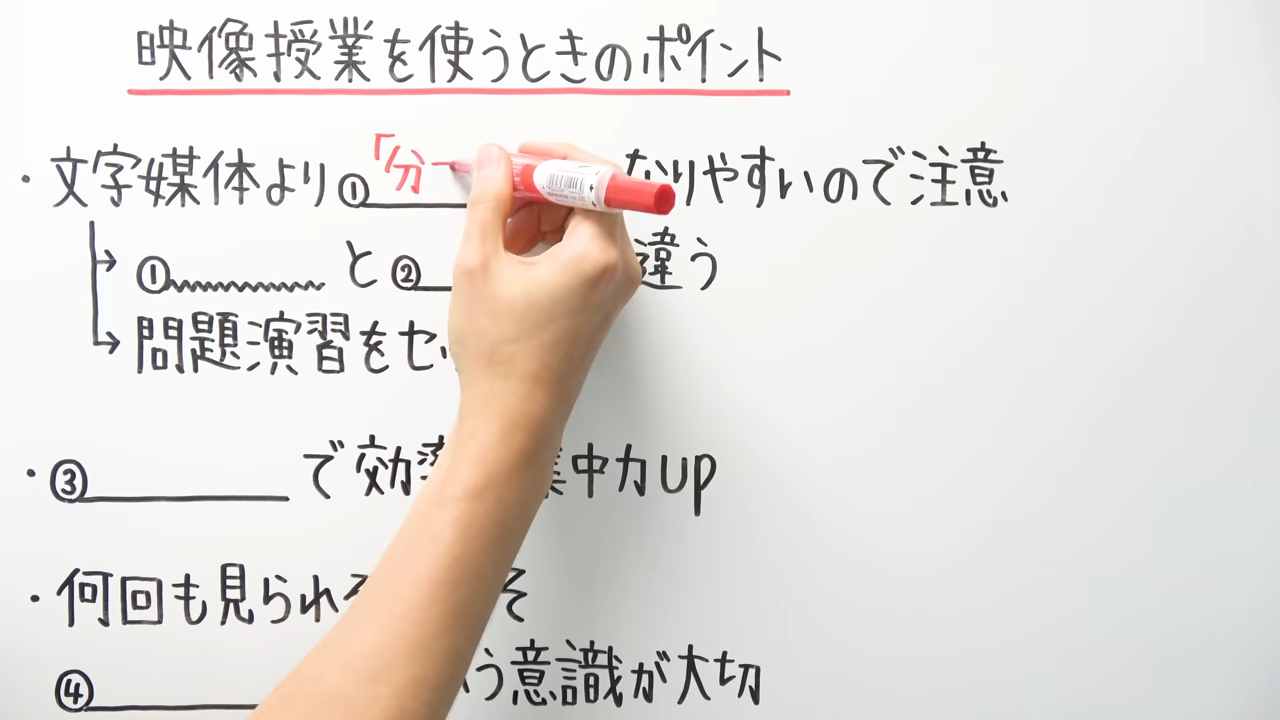 映像授業を使うときのポイント
・文字媒体より①「分 なりやすいので注意
①と② 違う
問題演習をセッ
・③ で効率 集中力up
・何回も見られる そ
④ う意識が大切